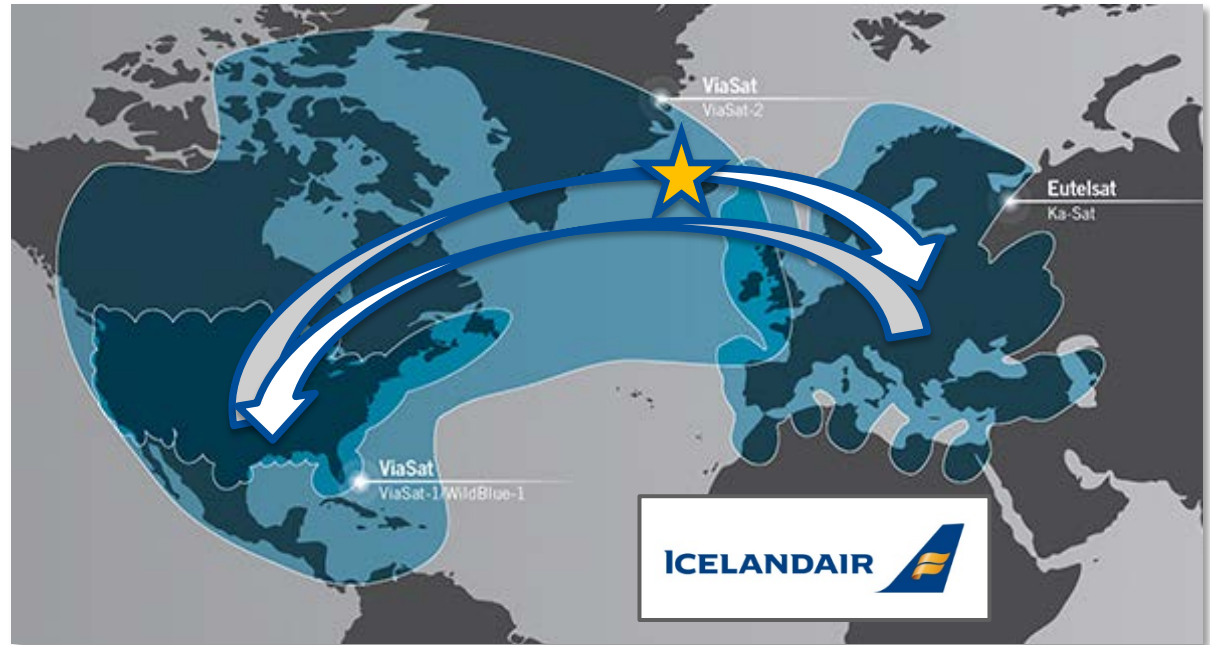 ViaSat
ViaSat-2
Eutelsat
Ka-Sat
ViaSat
ViaSat-1/WildBlue-1
ICELANDAIR